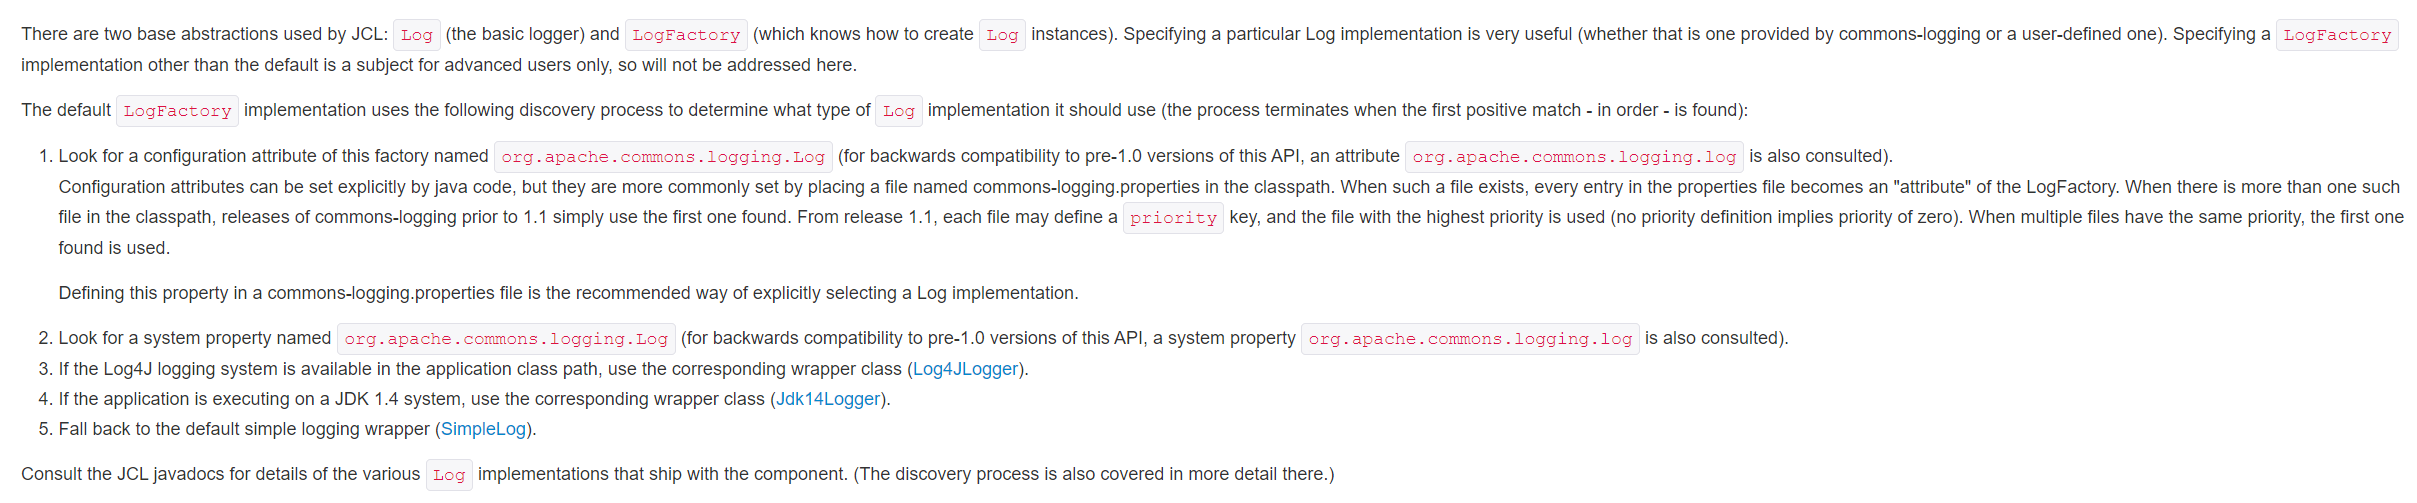 There are two base abstractions used by JCL: Log (the basic logger) and LogFactory (which knows how to create Log instances). Specifying a particular Log implementation is very useful (whether that is one provided by commons-logging or a user-defined one). Specifying a LogFactory
implementation other than the default is a subject for advanced users only, so will not be addressed here.
The default LogFactory implementation uses the following discovery process to determine what type of Log implementation it should use (the process terminates when the first positive match - in order - is found):
1. Look for a configuration attribute of this factory named org.apache.commons.logging.Log (for backwards compatibility to pre-1.0 versions of this API, an attribute org.apache.commons.logging.log is also consulted).
Configuration attributes can be set explicitly by java code, but they are more commonly set by placing a file named commons-logging.properties in the classpath. When such a file exists, every entry in the properties file becomes an "attribute" of the LogFactory. When there is more than one such
file in the classpath, releases of commons-logging prior to 1.1 simply use the first one found. From release 1.1, each file may define a priority key, and the file with the highest priority is used (no priority definition implies priority of zero). When multiple files have the same priority, the first one
found is used.
Defining this property in a commons-logging.properties file is the recommended way of explicitly selecting a Log implementation.
2. Look for a system property named org.apache.commons.logging.Log (for backwards compatibility to pre-1.0 versions of this API, a system property org.apache.commons.logging.log is also consulted).
3. If the Log4J logging system is available in the application class path, use the corresponding wrapper class (Log4JLogger).
4. If the application is executing on a JDK 1.4 system, use the corresponding wrapper class (Jdk14Logger).
5. Fall back to the default simple logging wrapper (SimpleLog).
Consult the JCL javadocs for details of the various Log implementations that ship with the component. (The discovery process is also covered in more detail there.)